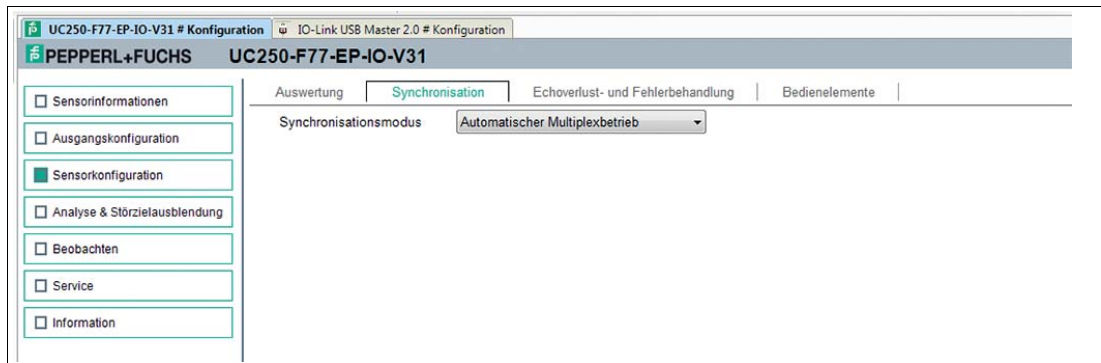 UC250-F77-EP-IO-V31 # Konfiguration IO-Link USB Master 2.0 # Konfiguration
PEPPERL+FUCHS UC250-F77-EP-IO-V31
Sensorinformationen
Ausgangskonfiguration
Sensorkonfiguration
Analyse & Störzielausblendung
Beobachten
Service
Information
Auswertung Synchronisation Echoverlust- und Fehlerbehandlung Bedienelemente
Synchronisationsmodus Automatischer Multiplexbetrieb